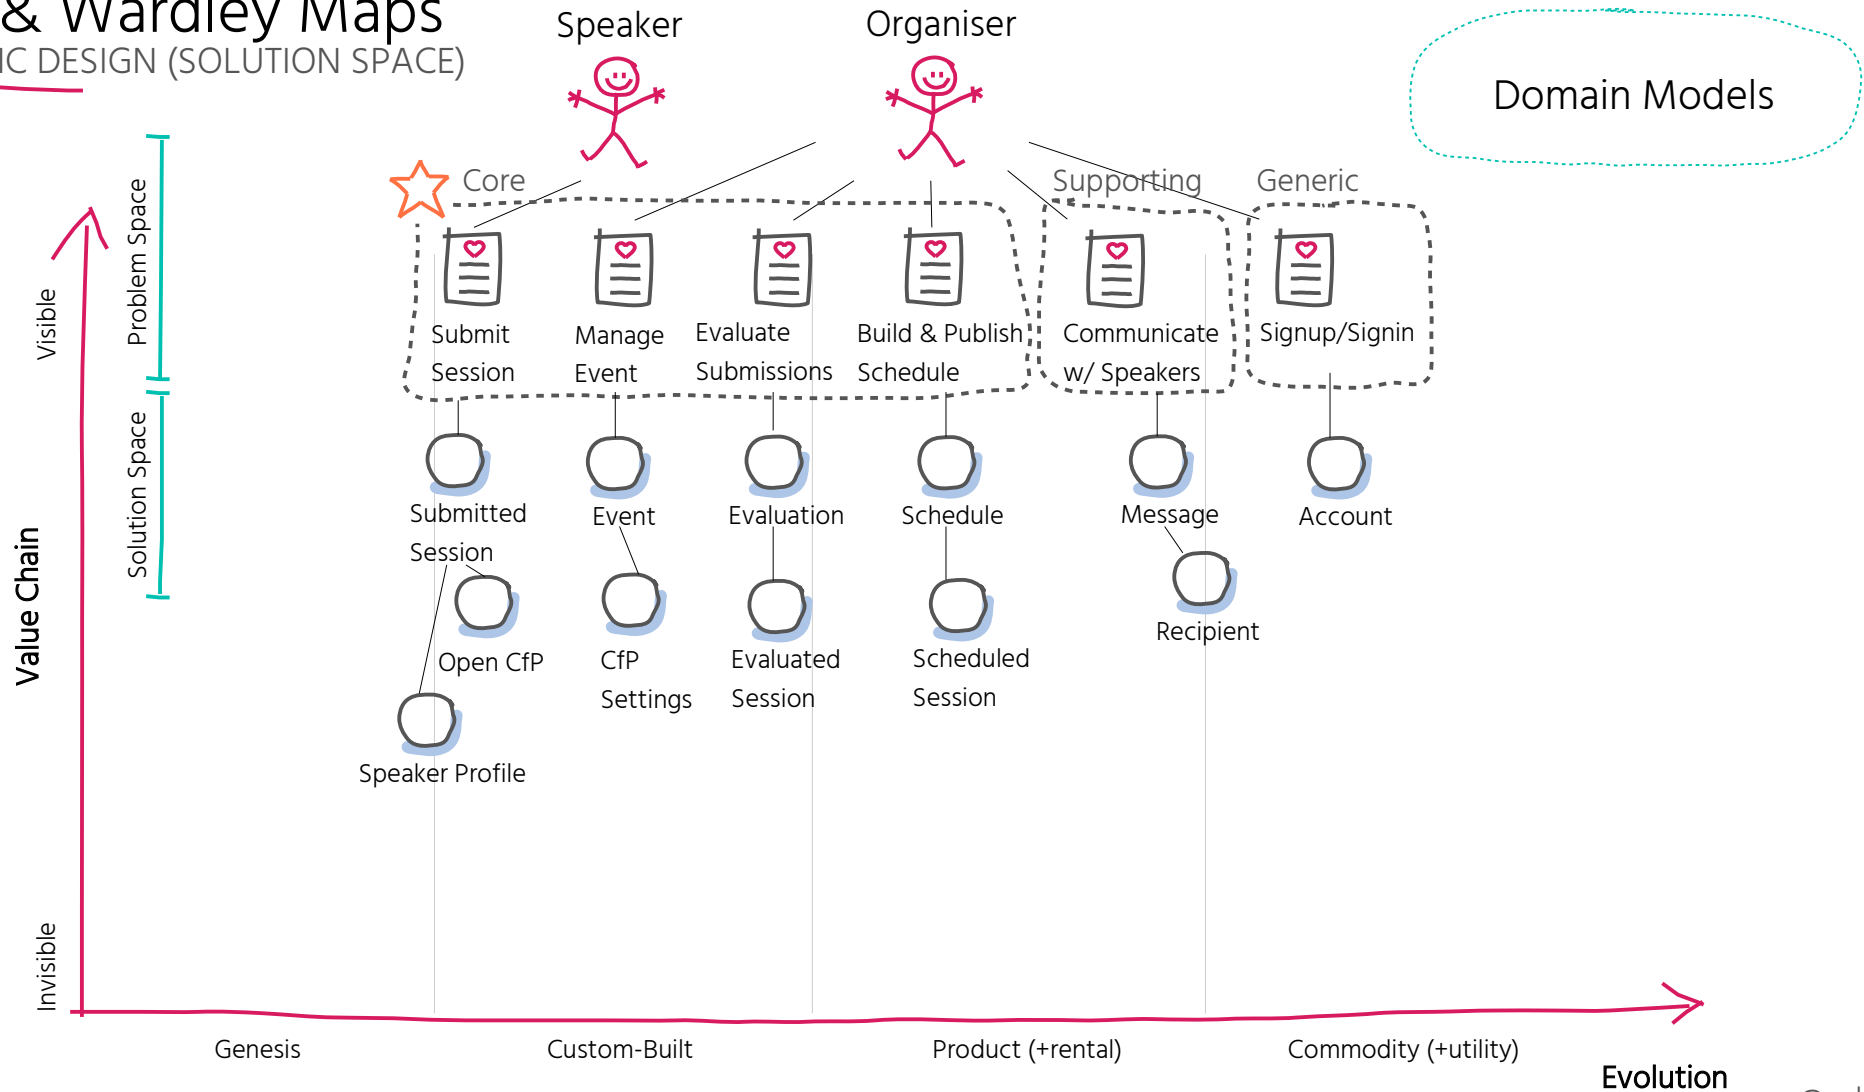 & Wardley Maps
IC DESIGN (SOLUTION SPACE)
Speaker
Organiser
Domain Models
Core
Supporting
Generic
Problem Space
Visible
Submit
Session
Manage
Event
Evaluate
Submissions
Build & Publish
Schedule
Communicate
w/ Speakers
Signup/Signin
Solution Space
Value Chain
Submitted
Session
Event
Evaluation
Schedule
Message
Account
Open CfP
CfP
Settings
Evaluated
Session
Scheduled
Session
Recipient
Speaker Profile
Invisible
Genesis
Custom-Built
Product (+rental)
Commodity (+utility)
Evolution